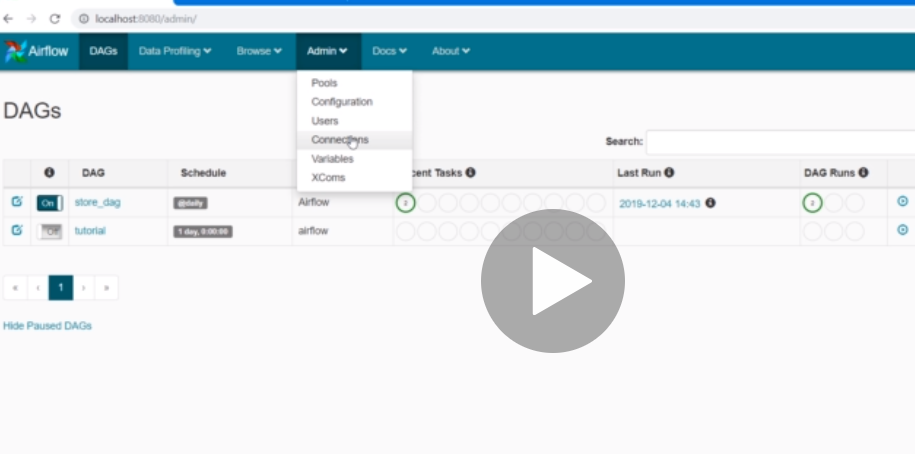 localhost:8080/admin/
Airflow DAGs Data Profiling Browse Admin Docs About
Pools
Configuration
Users
Connections
Variables
XComs
DAGs
Search:
DAG Schedule cent Tasks Last Run DAG Runs
On store_dag @daily Airflow 2 2019-12-04 14:43 2
Off tutorial 1 day, 0:00:00 airflow
« ‹ 1 › »
Hide Paused DAGs